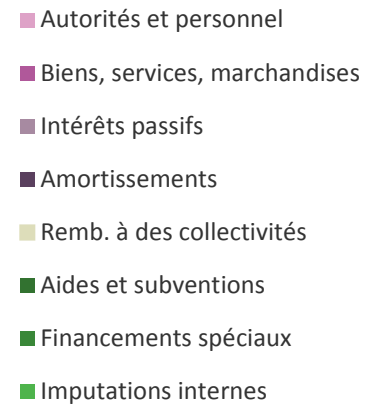 Autorités et personnel
Biens, services, marchandises
Intérêts passifs
Amortissements
Remb. à des collectivités
Aides et subventions
Financements spéciaux
Imputations internes